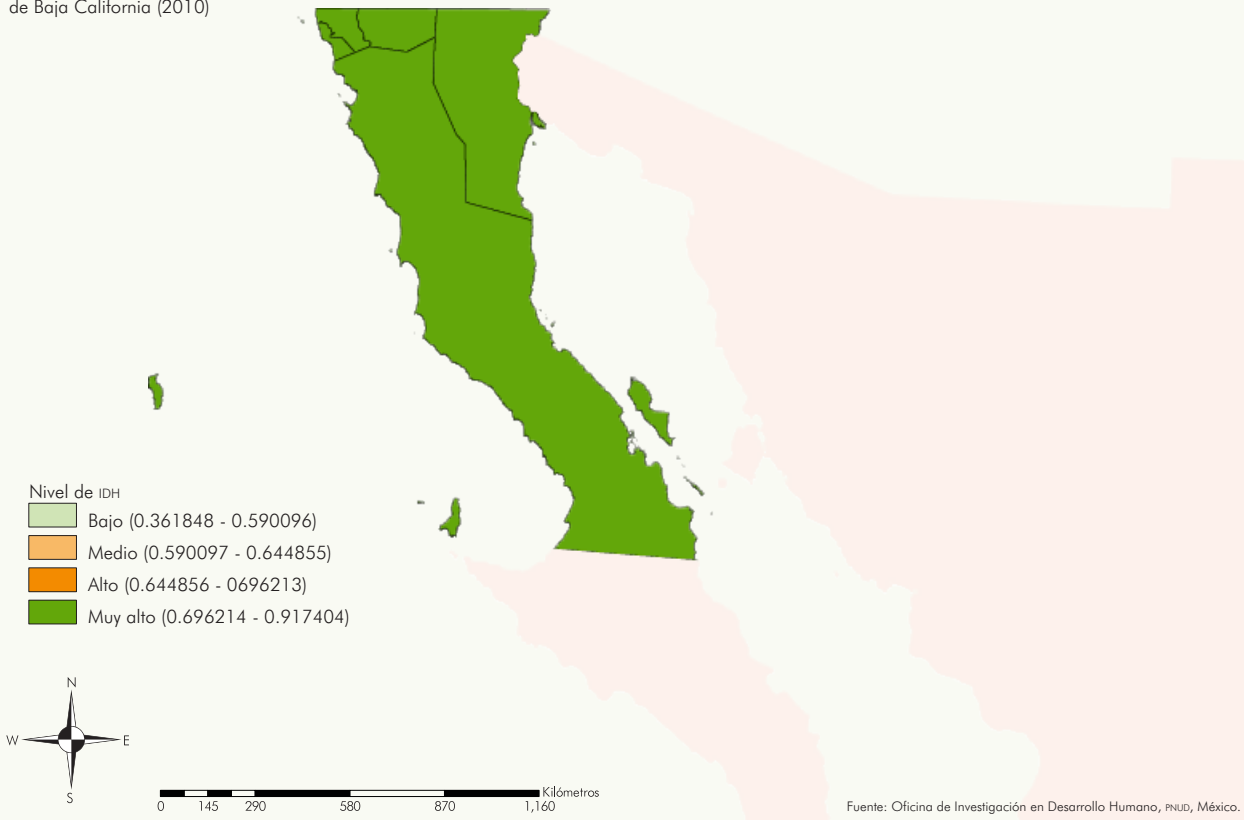 de Baja California (2010)
Nivel de IDH
Bajo (0.361848 - 0.590096)
Medio (0.590097 - 0.644855)
Alto (0.644856 - 0696213)
Muy alto (0.696214 - 0.917404)
N
W E
S
Kilómetros
0 145 290 580 870 1,160
Fuente: Oficina de Investigación en Desarrollo Humano, PNUD, México.